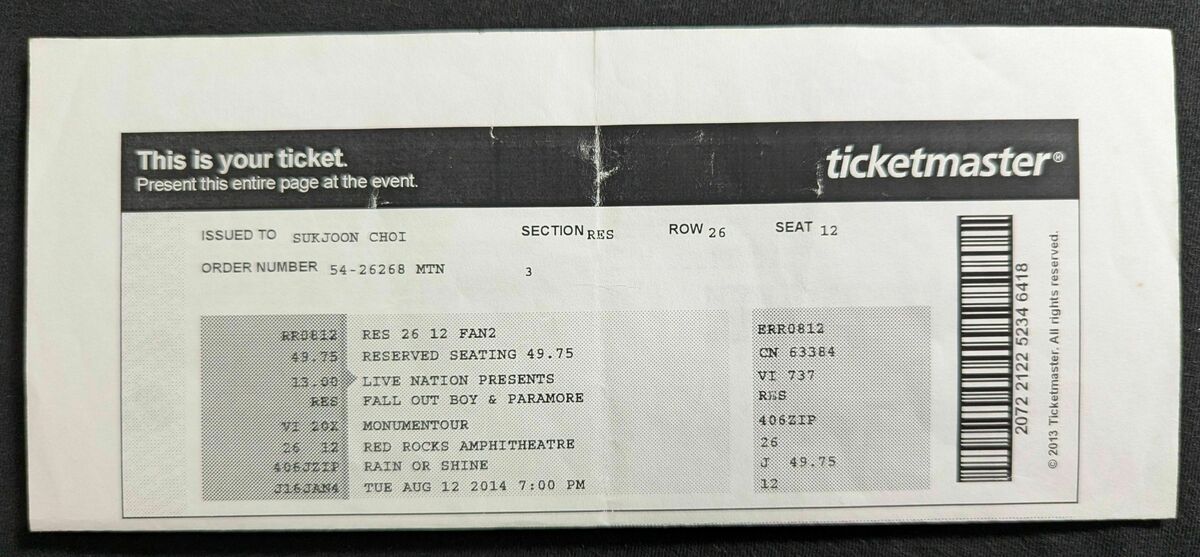 This is your ticket.
Present this entire page at the event.
ticketmaster®
ISSUED TO SUKJOON CHOI SECTION RES ROW 26 SEAT 12
ORDER NUMBER 54-26268 MTN 3
RR0812 RES 26 12 FAN2 ERR0812
49.75 RESERVED SEATING 49.75 CN 63384
13.00 LIVE NATION PRESENTS VI 737
RES FALL OUT BOY & PARAMORE RES
VI 20X MONUMENTOUR 406ZIP
26 12 RED ROCKS AMPHITHEATRE 26
406JZIP RAIN OR SHINE J 49.75
J16JAN4 TUE AUG 12 2014 7:00 PM 12
2072 2122 5234 6418
© 2013 Ticketmaster. All rights reserved.